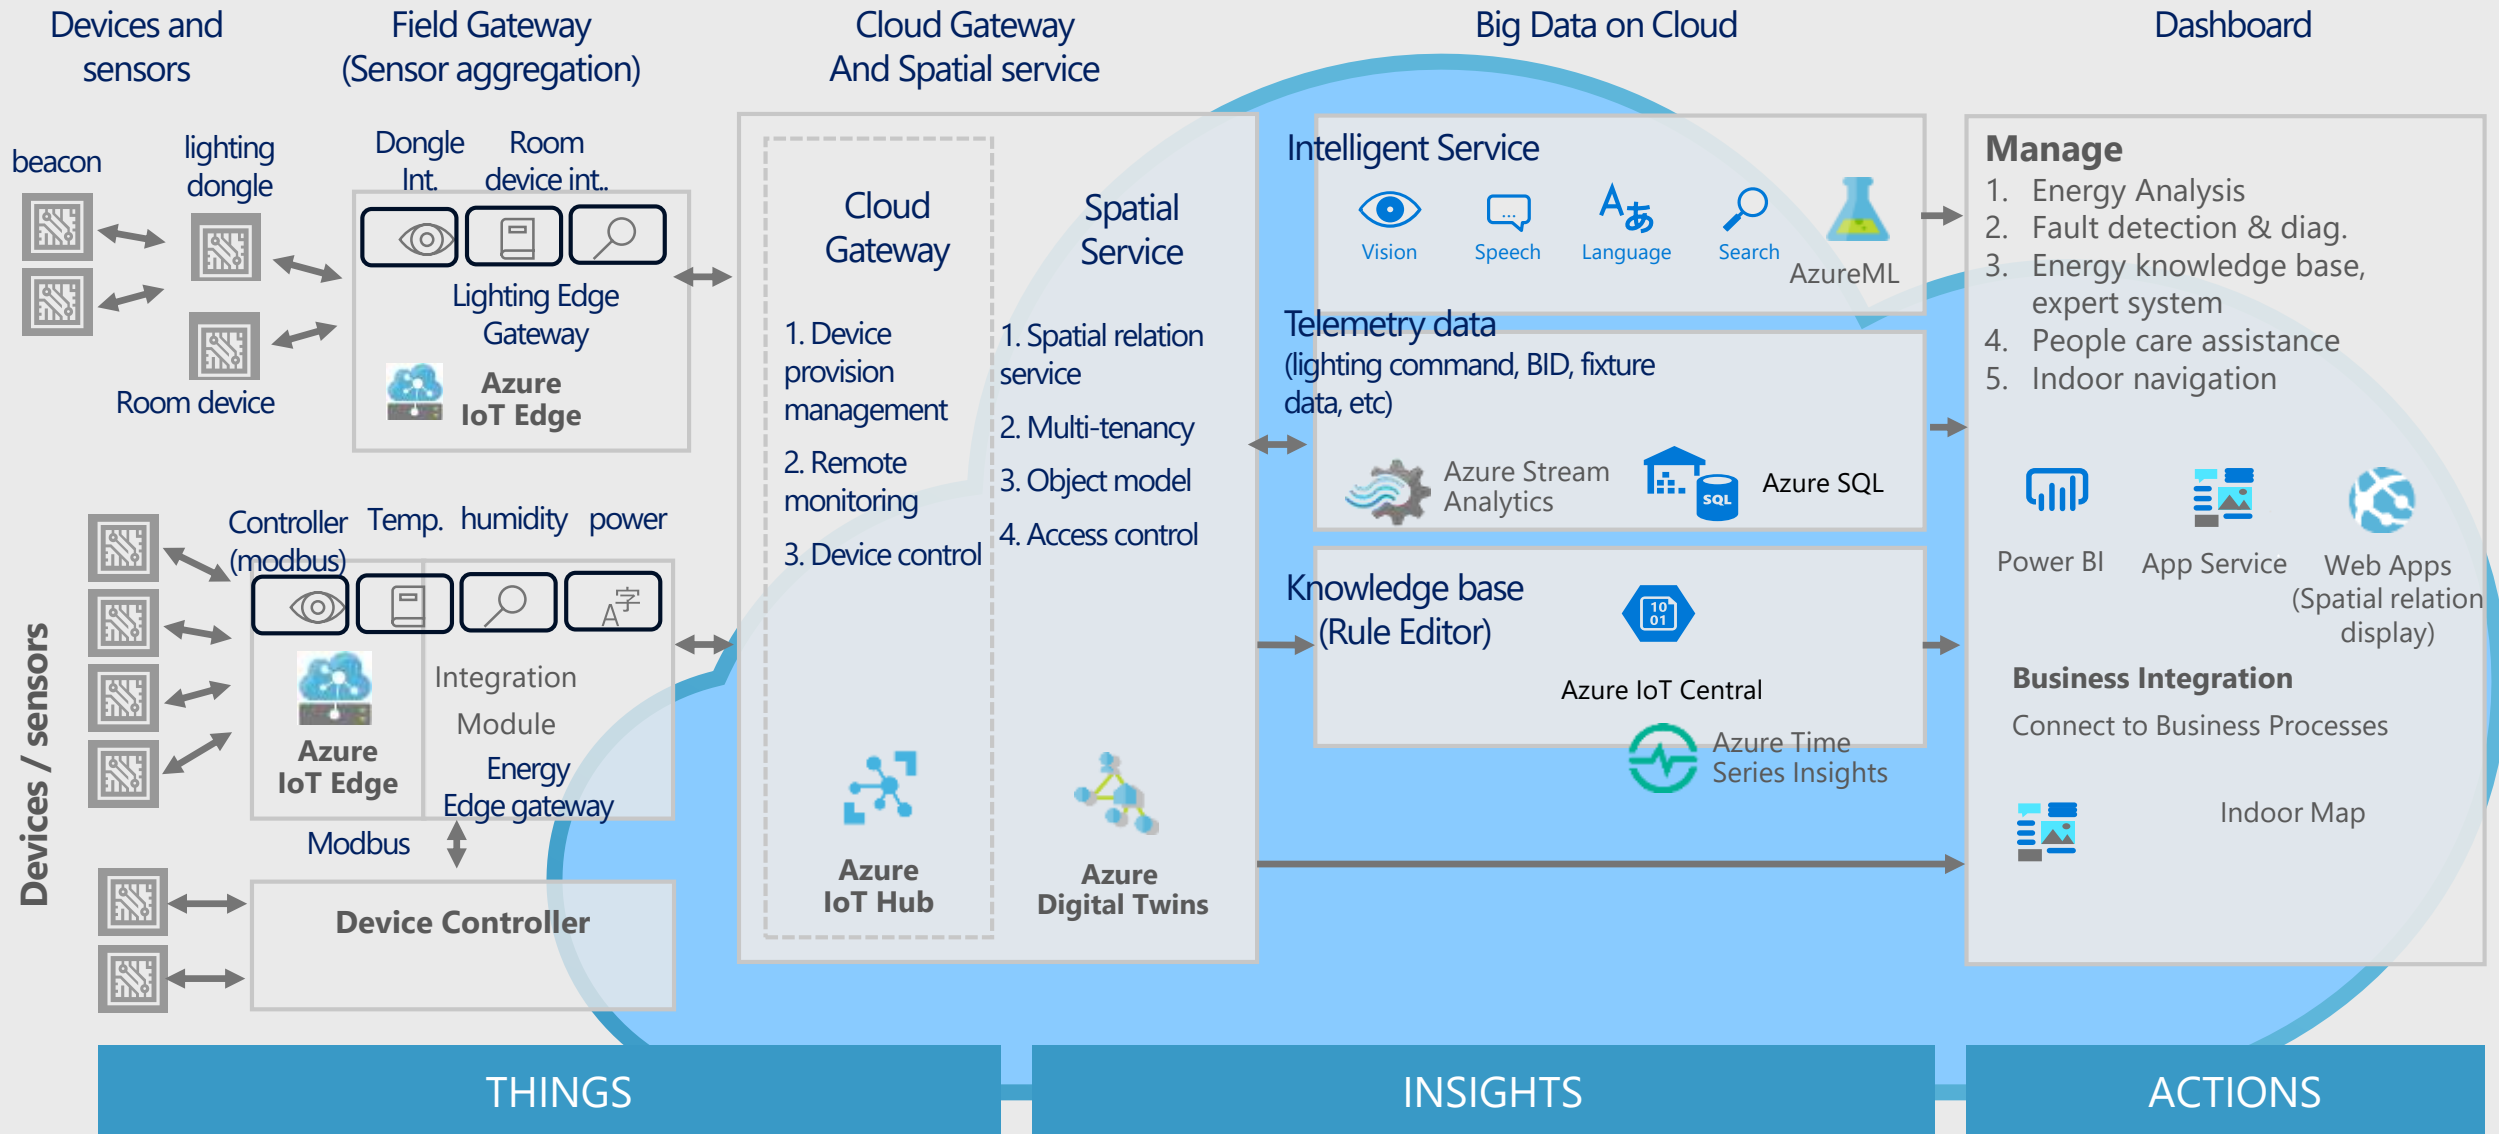 Devices and
sensors
Field Gateway
(Sensor aggregation)
Cloud Gateway
And Spatial service
Big Data on Cloud
Dashboard
beacon
lighting
dongle
Room device
Dongle
Int.
Room
device int..
Lighting Edge
Gateway
Azure
IoT Edge
Devices / sensors
Controller
(modbus)
Temp.
humidity
power
A字
Azure
IoT Edge
Integration
Module
Energy
Edge gateway
Modbus
Device Controller
Cloud
Gateway
1. Device
provision
management
2. Remote
monitoring
3. Device control
Azure
IoT Hub
Spatial
Service
1. Spatial relation
service
2. Multi-tenancy
3. Object model
4. Access control
Azure
Digital Twins
Intelligent Service
...
Aあ
Vision
Speech
Language
Search
AzureML
Telemetry data
(lighting command, BID, fixture
data, etc)
Azure Stream
Analytics
SQL
Azure SQL
Knowledge base
(Rule Editor)
10
01
Azure IoT Central
Azure Time
Series Insights
Manage
1. Energy Analysis
2. Fault detection & diag.
3. Energy knowledge base,
expert system
4. People care assistance
5. Indoor navigation
Power BI
App Service
Web Apps
(Spatial relation
display)
Business Integration
Connect to Business Processes
Indoor Map
THINGS
INSIGHTS
ACTIONS